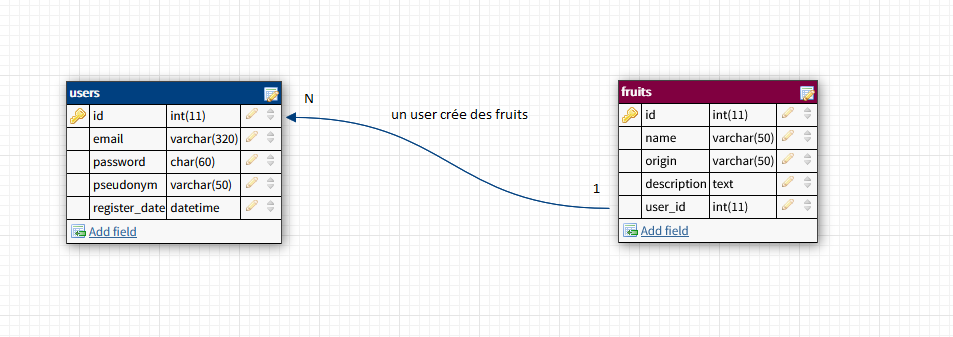 users
id int(11)
email varchar(320)
password char(60)
pseudonym varchar(50)
register_date datetime
Add field
N
un user crée des fruits
1
fruits
id int(11)
name varchar(50)
origin varchar(50)
description text
user_id int(11)
Add field